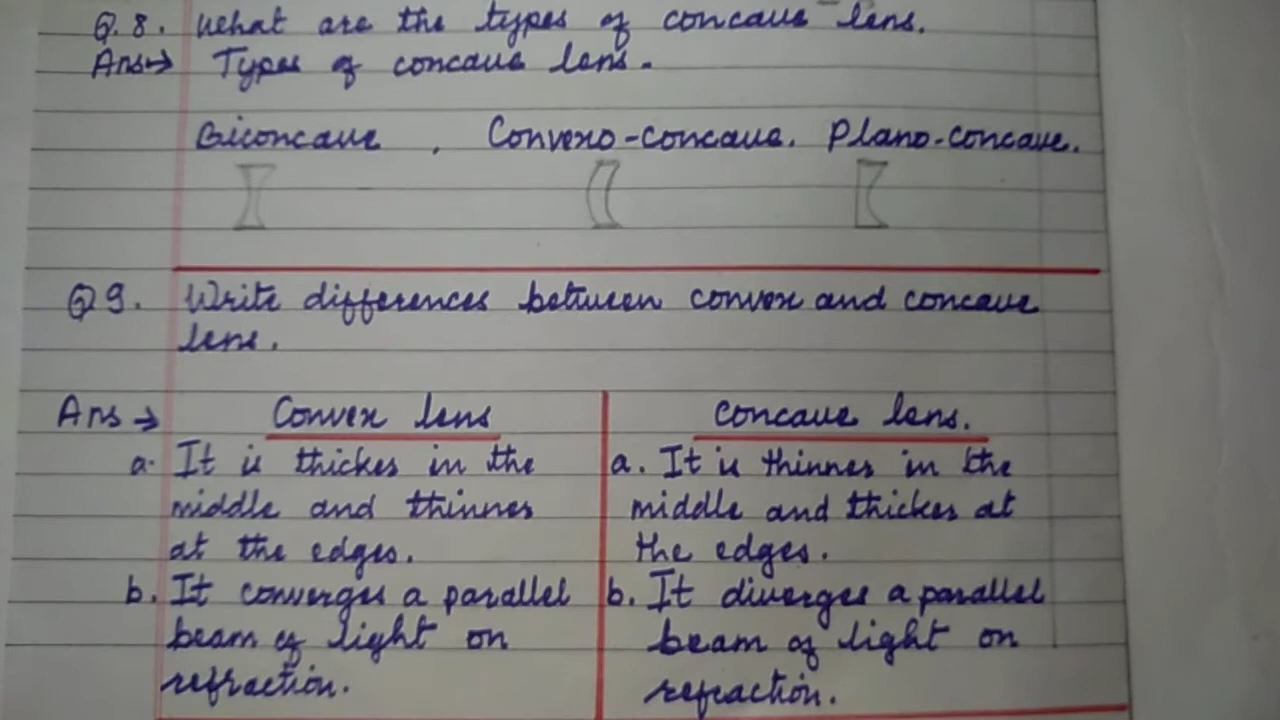 Q.8. What are the types of concave lens.
Ans→ Types of concave lens.
Biconcave , Convexo-concave. Plano-concave.
Q9. Write differences between convex and concave
lens.
Ans → Convex lens concave lens.
a. It is thicker in the a. It is thinner in the
middle and thinner middle and thicker at
at the edges. the edges.
b. It converges a parallel b. It diverges a parallel
beam of light on beam of light on
refraction. refraction.